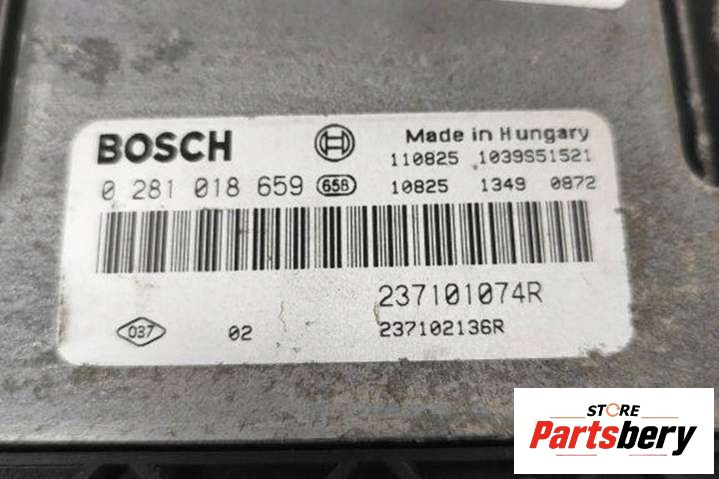 BOSCH
Made in Hungary
110825 1039S51521
0 281 018 659 658
10825 1349 0872
237101074R
037 02
237102136R
STORE
Partsbery